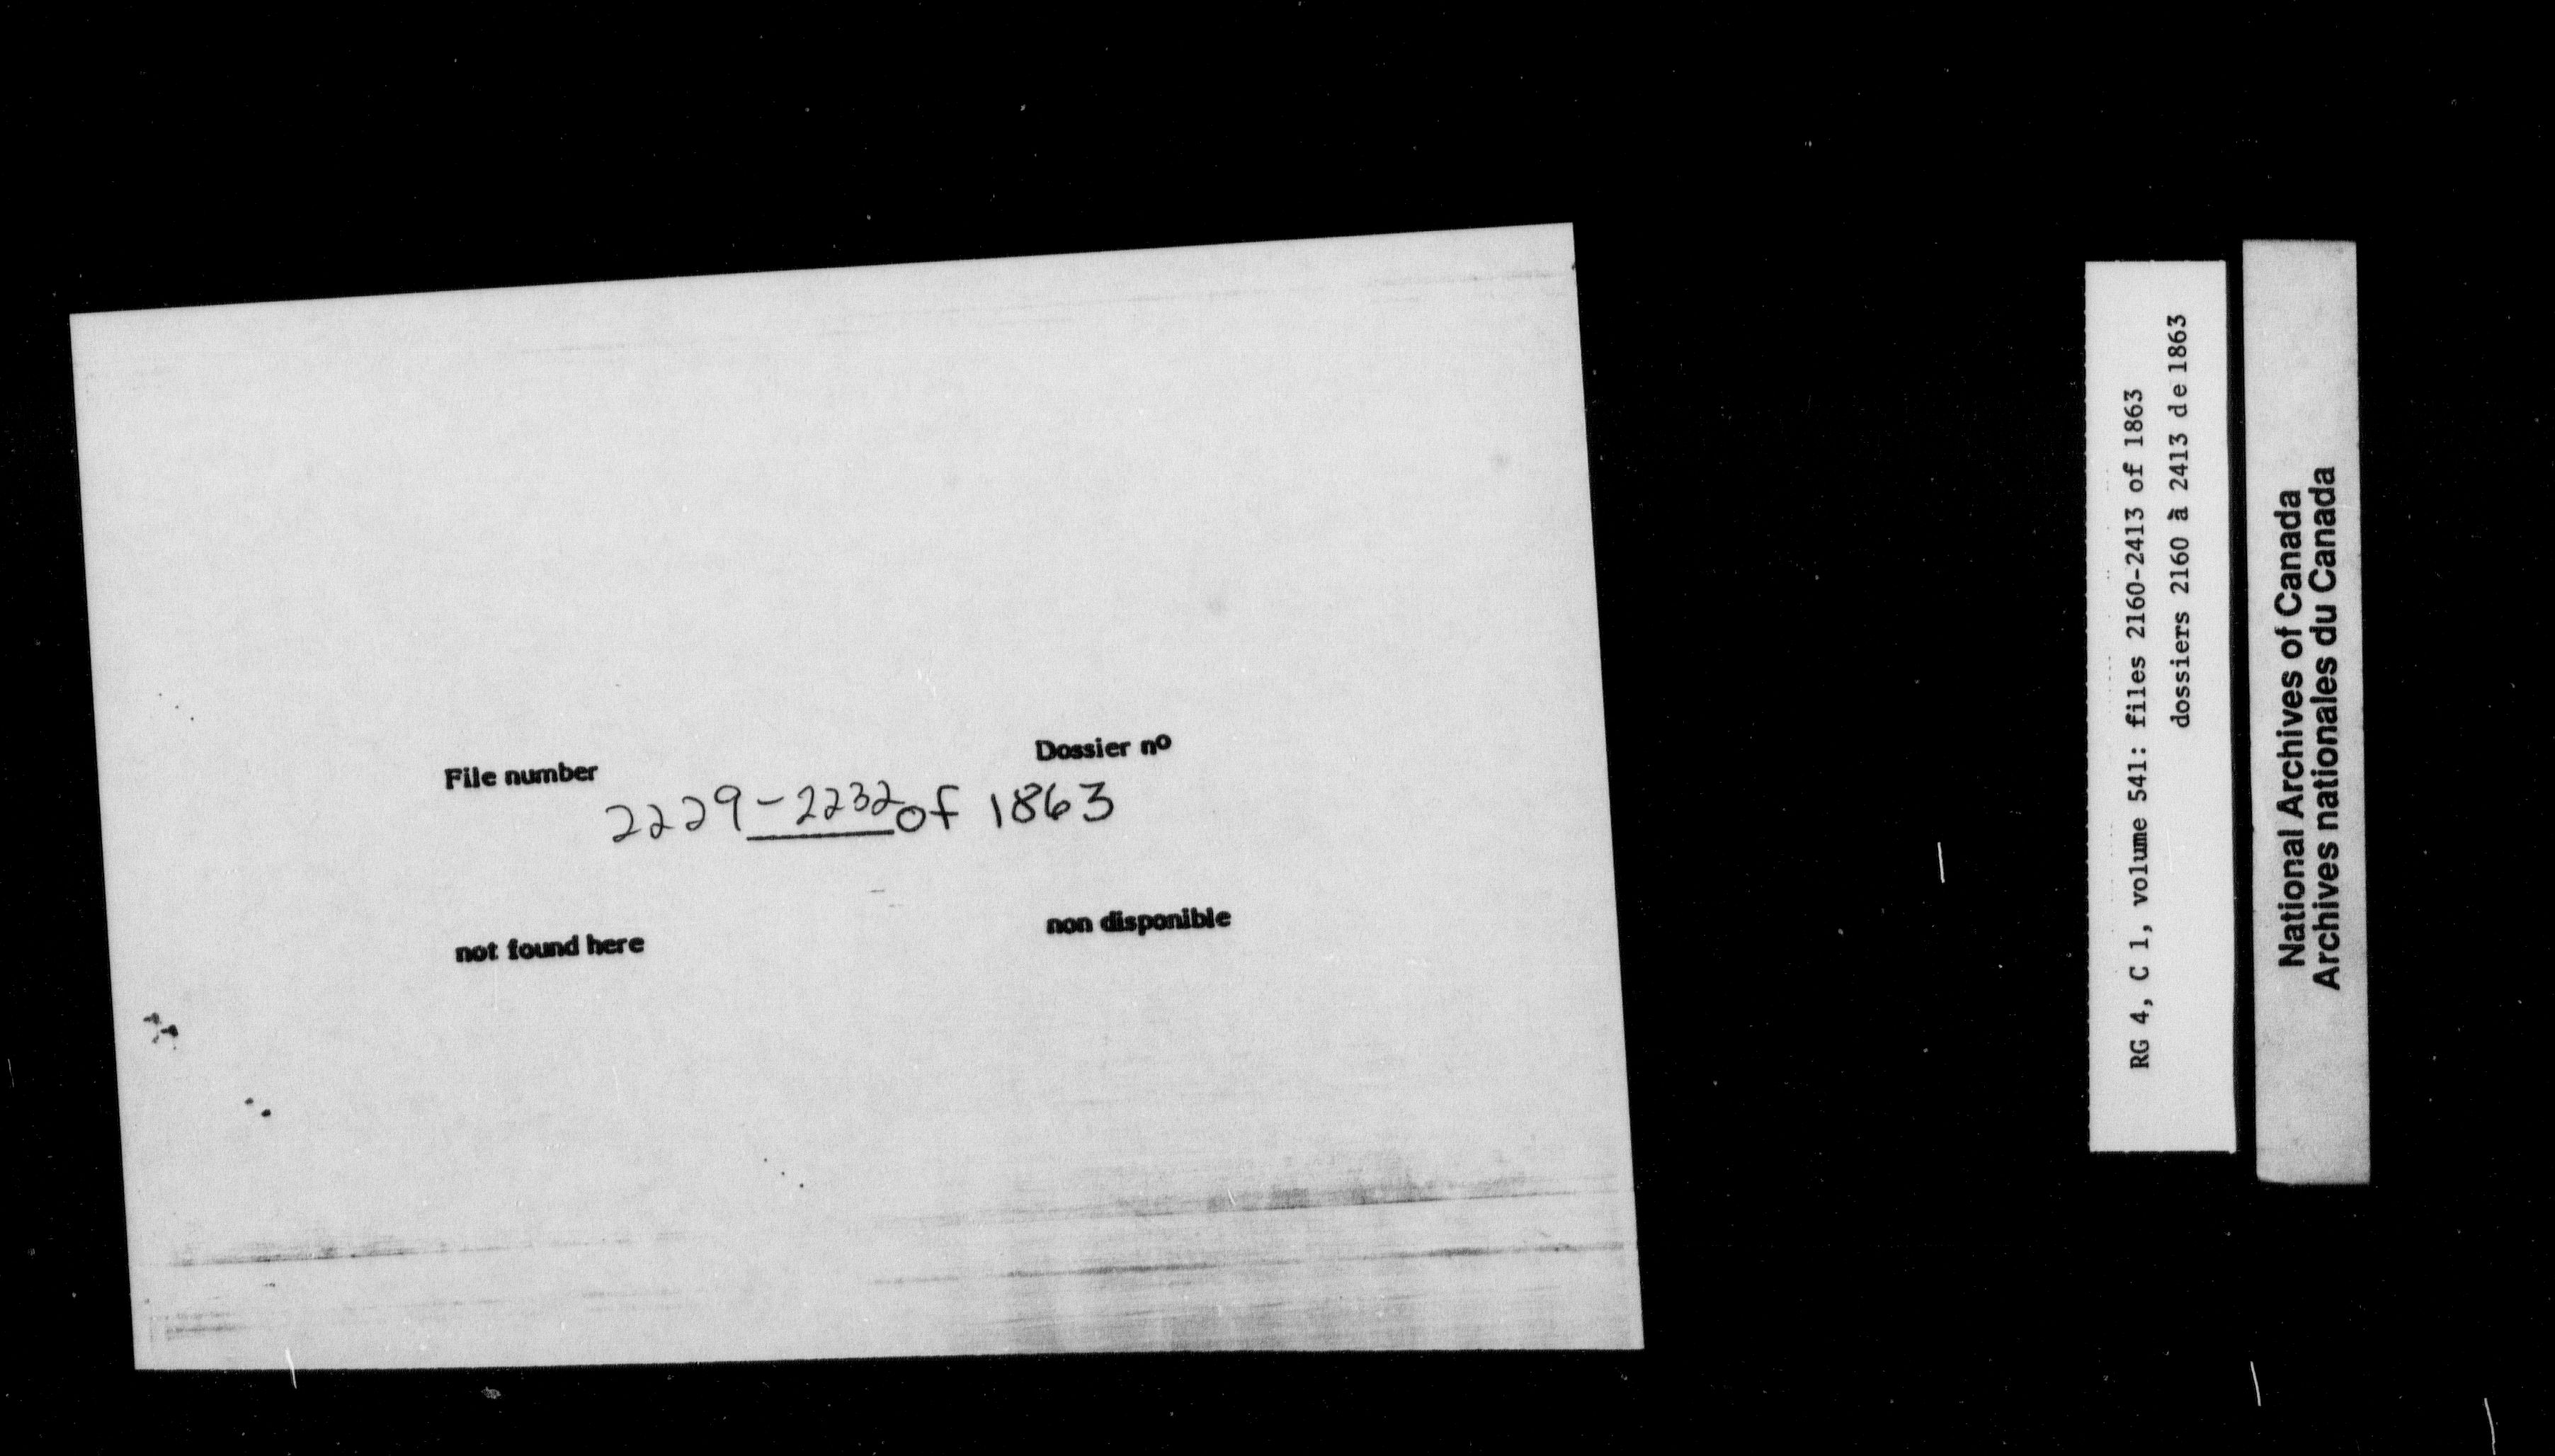 File number
Dossier nº
2229-2232 of 1863
not found here
non disponible
RG 4, C 1, volume 541: files 2160-2413 of 1863
dossiers 2160 à 2413 de 1863
National Archives of Canada
Archives nationales du Canada